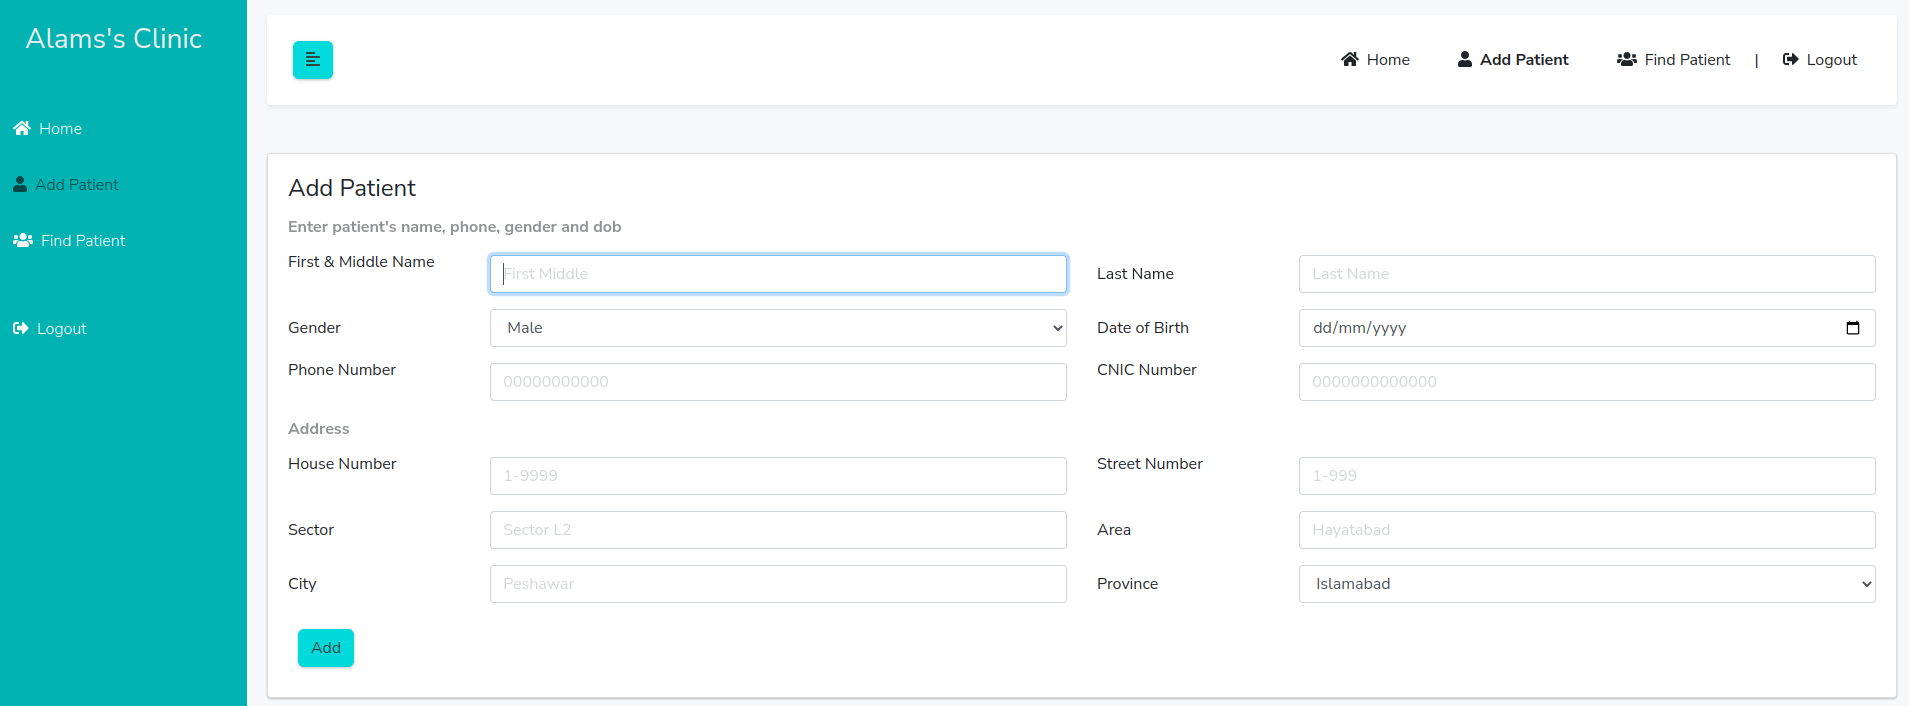 Alams's Clinic
Home
Add Patient
Find Patient
Logout
Home Add Patient Find Patient | Logout
Add Patient
Enter patient's name, phone, gender and dob
First & Middle Name First Middle Last Name Last Name
Gender Male Date of Birth dd/mm/yyyy
Phone Number 00000000000 CNIC Number 0000000000000
Address
House Number 1-9999 Street Number 1-999
Sector Sector L2 Area Hayatabad
City Peshawar Province Islamabad
Add